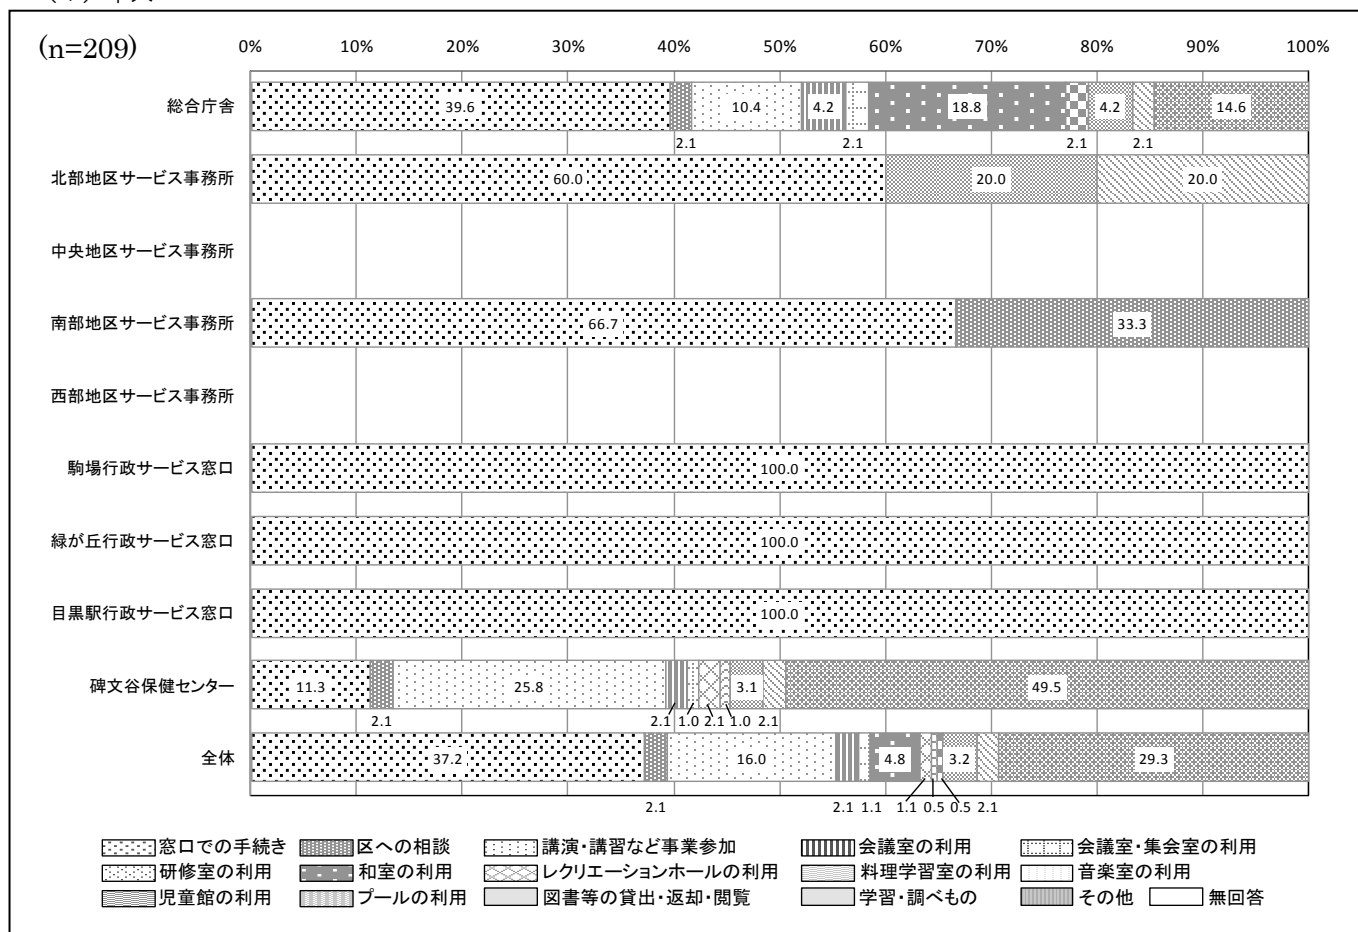 (n=209)
0% 10% 20% 30% 40% 50% 60% 70% 80% 90% 100%
総合庁舎 39.6 10.4 4.2 18.8 4.2 14.6
2.1 2.1 2.1 2.1
北部地区サービス事務所 60.0 20.0 20.0
中央地区サービス事務所
南部地区サービス事務所 66.7 33.3
西部地区サービス事務所
駒場行政サービス窓口 100.0
緑が丘行政サービス窓口 100.0
目黒駅行政サービス窓口 100.0
碑文谷保健センター 11.3 25.8 3.1 49.5
2.1 2.1 1.0 2.1 1.0 2.1
全体 37.2 16.0 4.8 3.2 29.3
2.1 2.1 1.1 1.1 0.5 0.5 2.1
窓口での手続き 区への相談 講演・講習など事業参加 会議室の利用 会議室・集会室の利用
研修室の利用 和室の利用 レクリエーションホールの利用 料理学習室の利用 音楽室の利用
児童館の利用 プールの利用 図書等の貸出・返却・閲覧 学習・調べもの その他 無回答